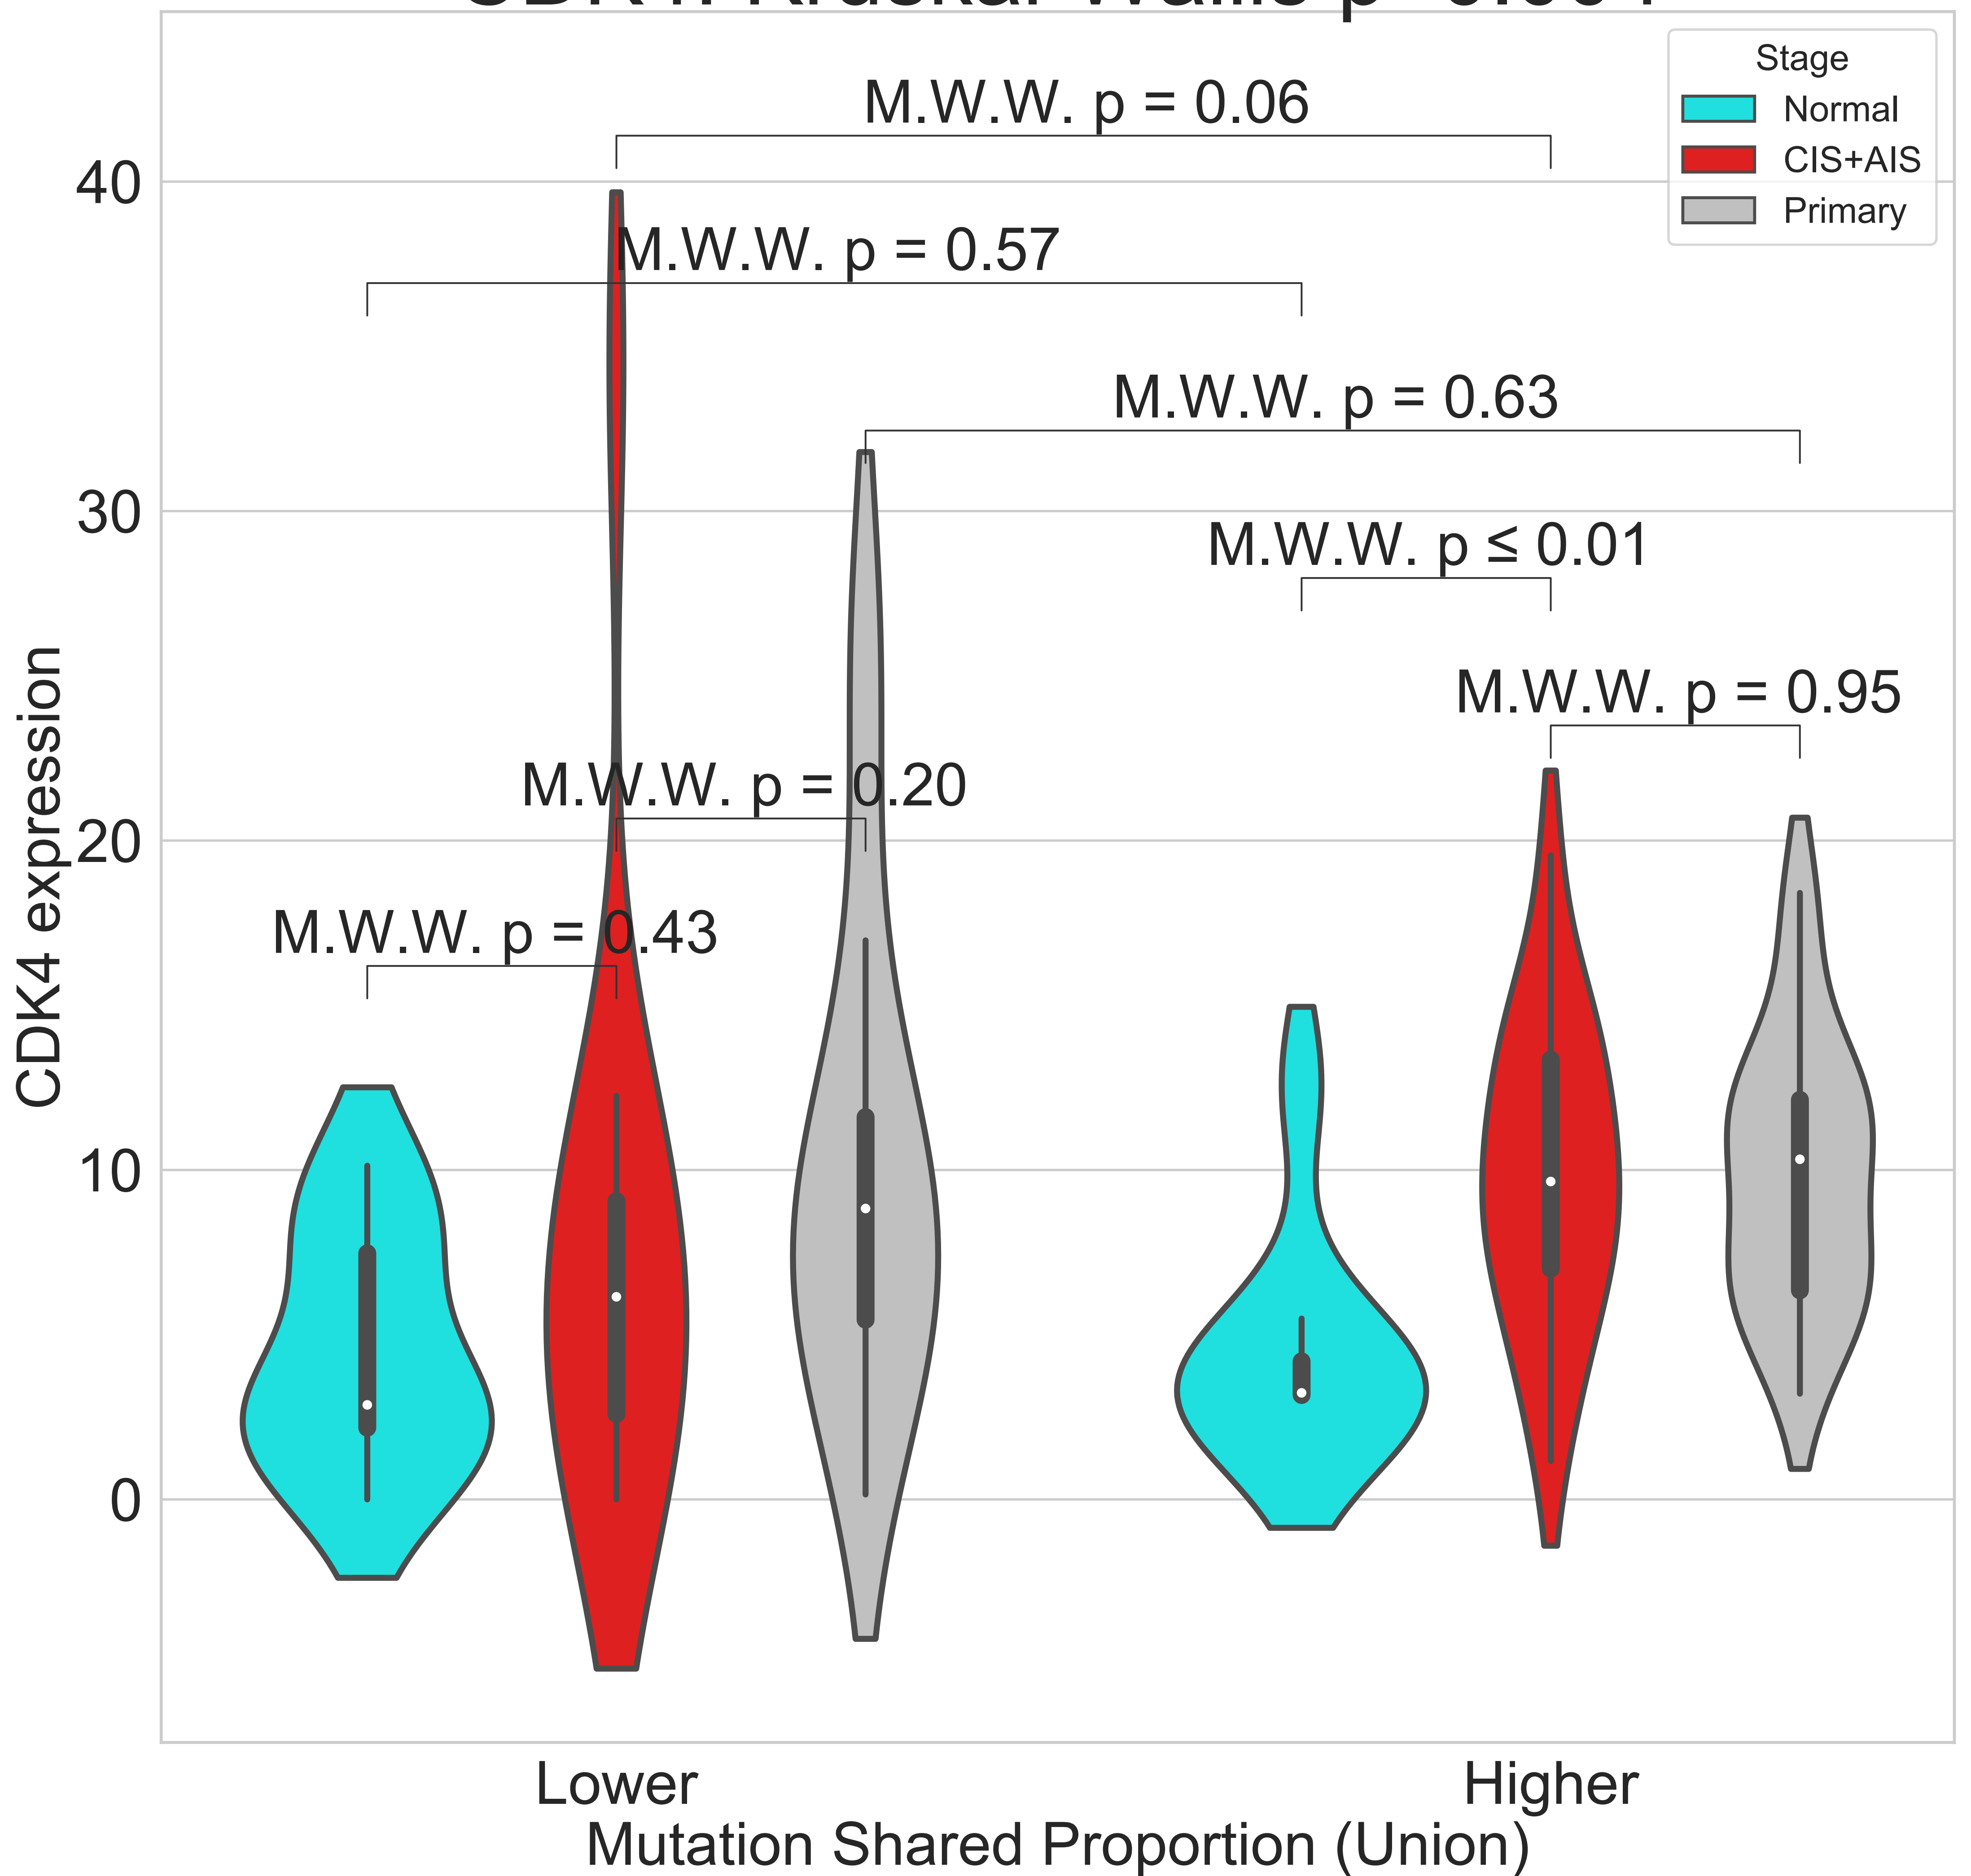 Stage
Normal
CIS+AIS
Primary
M.W.W. p = 0.06
M.W.W. p = 0.57
M.W.W. p = 0.63
M.W.W. p ≤ 0.01
M.W.W. p = 0.95
M.W.W. p = 0.20
M.W.W. p = 0.43
CDK4 expression
40
30
20
10
0
Lower
Higher
Mutation Shared Proportion (Union)